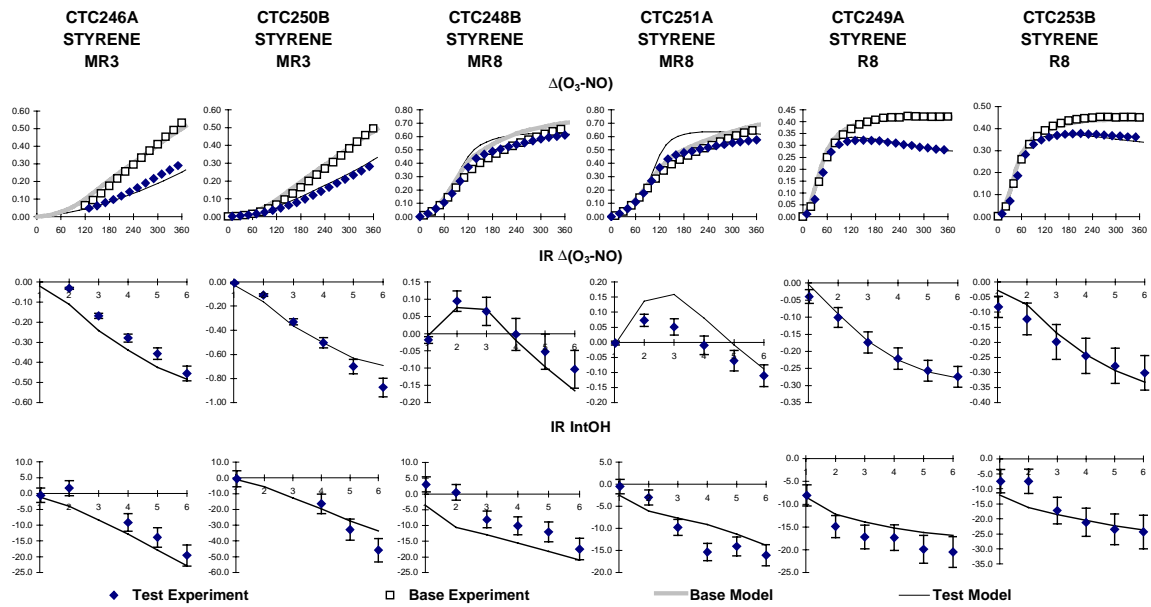 CTC246A CTC250B CTC248B CTC251A CTC249A CTC253B
STYRENE STYRENE STYRENE STYRENE STYRENE STYRENE
MR3 MR3 MR8 MR8 R8 R8
Δ(O3-NO)
0.60 0.60 0.80 0.80 0.45 0.50
0.50 0.50 0.70 0.70 0.40
0.40 0.40 0.60 0.60 0.35 0.40
0.30 0.30 0.50 0.50 0.30 0.30
0.20 0.20 0.40 0.40 0.25
0.10 0.10 0.30 0.30 0.20 0.20
0.00 0.00 0.20 0.20 0.15 0.10
0.10 0.10 0.10 0.00
0.00 0.00 0.05
0.00
0 60 120 180 240 300 360 0 60 120 180 240 300 360 0 60 120 180 240 300 360 0 60 120 180 240 300 360 0 60 120 180 240 300 360 0 60 120 180 240 300 360
IR Δ(O3-NO)
0.00 0.00 0.15 0.20 0.00 0.00
-0.10 -0.20 0.10 0.15 -0.05 -0.05
-0.20 -0.40 0.05 0.10 -0.10 -0.10
-0.30 -0.60 0.00 0.05 -0.15 -0.15
-0.40 -0.80 -0.05 0.00 -0.20 -0.20
-0.50 -1.00 -0.10 -0.05 -0.25 -0.25
-0.60 -1.20 -0.15 -0.10 -0.30 -0.30
-0.20 -0.15 -0.35 -0.35
-0.20 -0.40
1 2 3 4 5 6 1 2 3 4 5 6 1 2 3 4 5 6 1 2 3 4 5 6 1 2 3 4 5 6 1 2 3 4 5 6
IR IntOH
10.0 10.0 10.0 5.0 0.0 0.0
5.0 0.0 5.0 0.0 -5.0 -5.0
0.0 -10.0 0.0 -5.0 -10.0 -10.0
-5.0 -20.0 -5.0 -10.0 -15.0 -15.0
-10.0 -30.0 -10.0 -15.0 -20.0 -20.0
-15.0 -40.0 -15.0 -20.0 -25.0 -25.0
-20.0 -50.0 -20.0 -30.0
-25.0 -60.0 -25.0 -35.0
1 2 3 4 5 6 1 2 3 4 5 6 1 2 3 4 5 6 1 2 3 4 5 6 1 2 3 4 5 6 1 2 3 4 5 6
Test Experiment Base Experiment Base Model Test Model